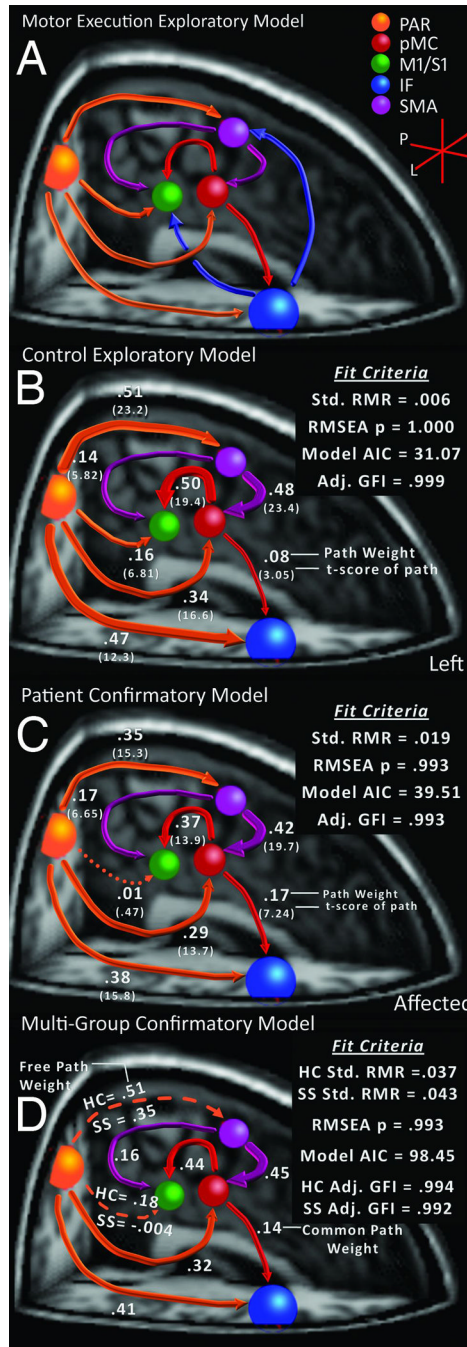 Motor Execution Exploratory Model
A
PAR
pMC
M1/S1
IF
SMA
P
L
Control Exploratory Model
B
.51
(23.2)
.14
(5.82)
.50
(19.4)
.48
(23.4)
.16
(6.81)
.08
(3.05)
Path Weight
t-score of path
.34
(16.6)
.47
(12.3)
Fit Criteria
Std. RMR = .006
RMSEA p = 1.000
Model AIC = 31.07
Adj. GFI = .999
Left
Patient Confirmatory Model
C
.35
(15.3)
.17
(6.65)
.37
(13.9)
.42
(19.7)
.01
(.47)
.17
(7.24)
Path Weight
t-score of path
.29
(13.7)
.38
(15.8)
Fit Criteria
Std. RMR = .019
RMSEA p = .993
Model AIC = 39.51
Adj. GFI = .993
Affected
Multi-Group Confirmatory Model
D
Free Path
Weight
HC= .51
SS = .35
.16
.44
.45
HC= .18
SS= -.004
.14
Common Path
Weight
.32
.41
Fit Criteria
HC Std. RMR =.037
SS Std. RMR =.043
RMSEA p = .993
Model AIC = 98.45
HC Adj. GFI = .994
SS Adj. GFI = .992